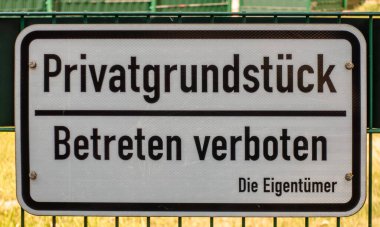 Privatgrundstück
Betreten verboten
Die Eigentümer